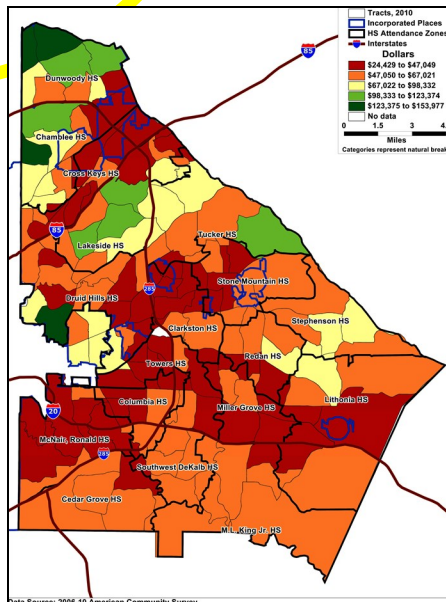 Tracts, 2010
Incorporated Places
HS Attendance Zones
Interstates
Dollars
$24,429 to $47,049
$47,050 to $67,021
$67,022 to $98,332
$98,333 to $123,374
$123,375 to $153,977
No data
0 1.5 3 4.
Miles
Categories represent natural break
85
Dunwoody HS
Chamblee HS
Cross Keys HS
85
Lakeside HS
Tucker HS
Stone Mountain HS
285
Druid Hills HS
Clarkston HS
Stephenson HS
Redan HS
Towers HS
Lithonia HS
Columbia HS
Miller Grove HS
20
McNair, Ronald HS
285
Southwest DeKalb HS
Cedar Grove HS
M.L. King Jr. HS
Data Source: 2006-10 American Community Survey